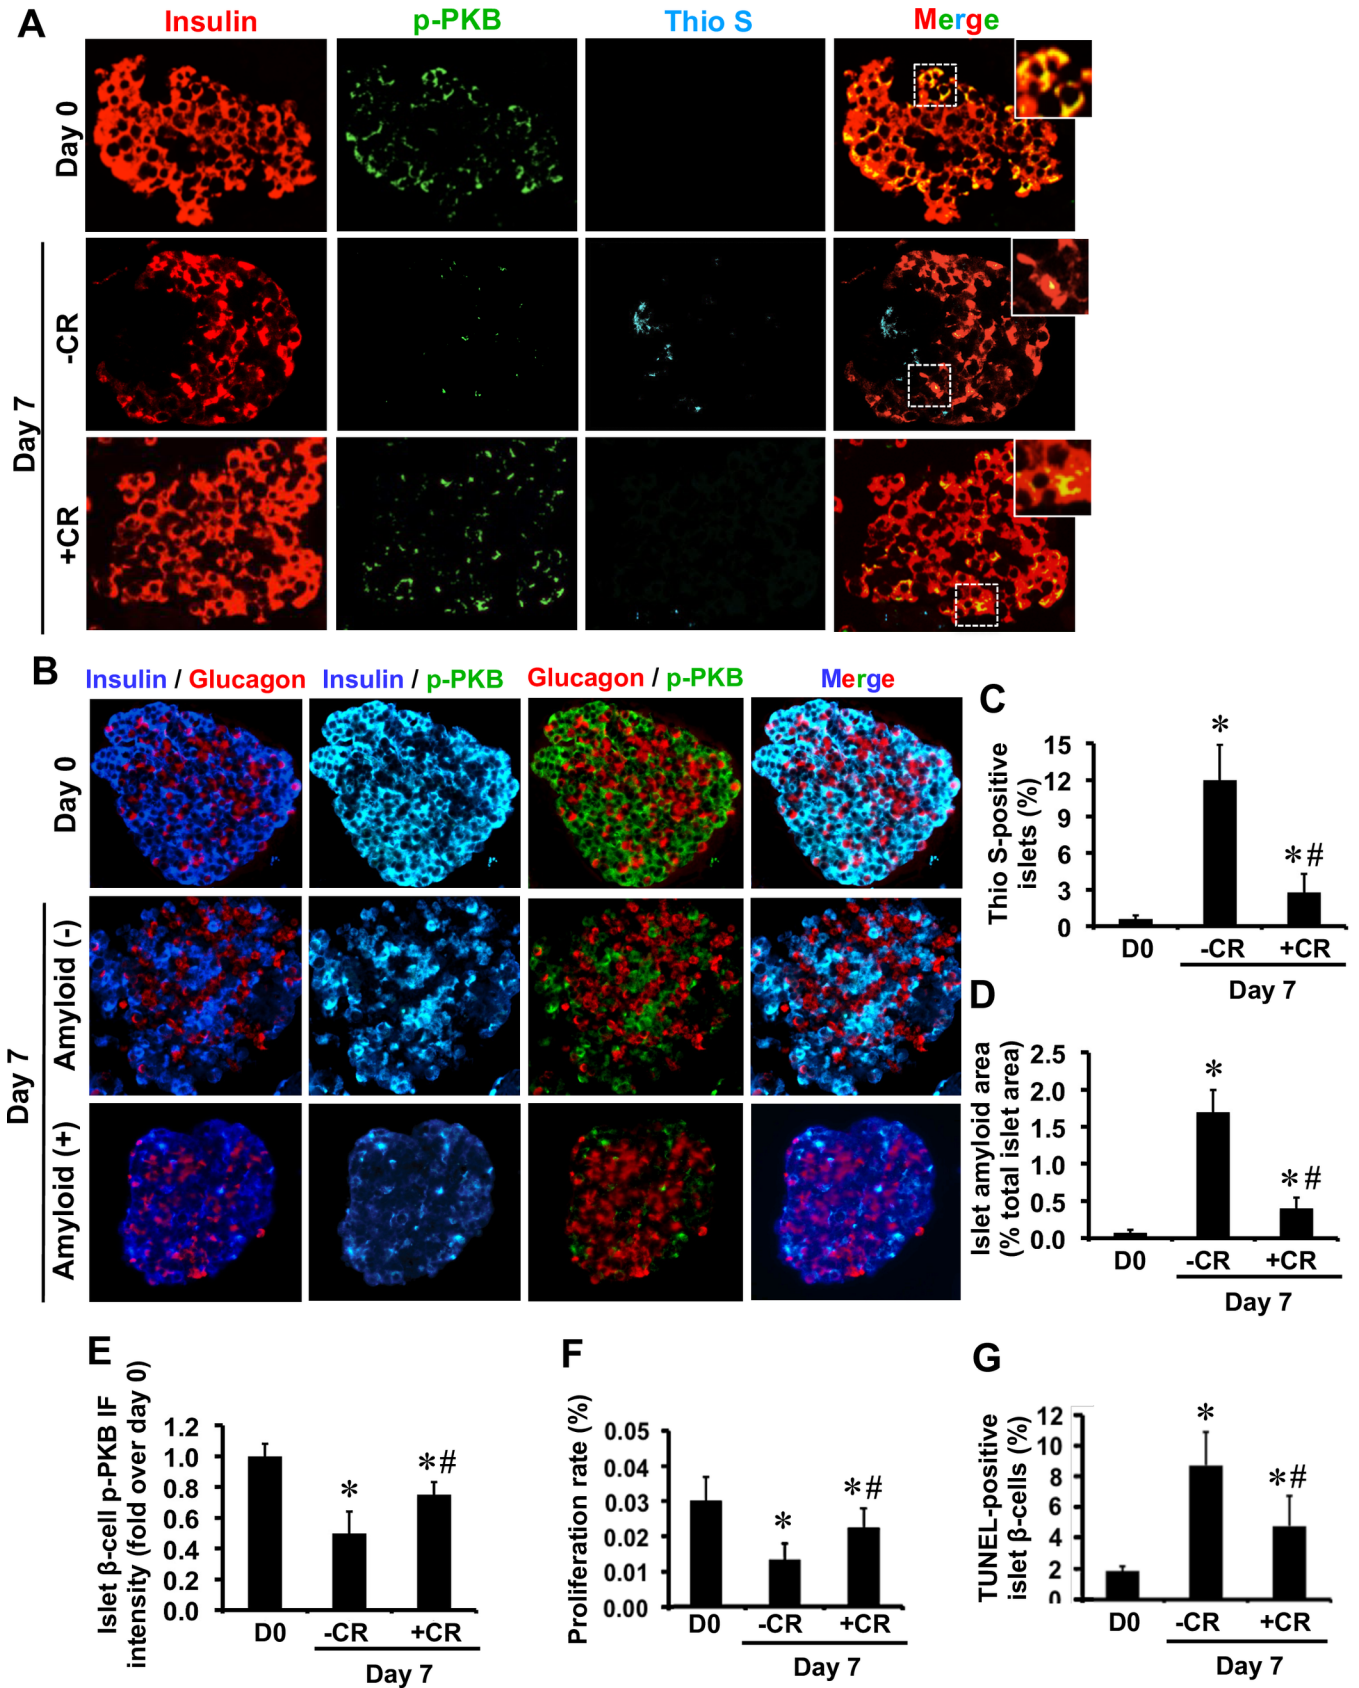 A
Insulin
p-PKB
Thio S
Merge
Day 0
Day 7
-CR
+CR
B
Insulin / Glucagon
Insulin / p-PKB
Glucagon / p-PKB
Merge
Day 0
Day 7
Amyloid (-)
Amyloid (+)
C
Thio S-positive
islets (%)
15
12
9
6
3
0
*
*#
D0
-CR
+CR
Day 7
D
Islet amyloid area
(% total islet area)
2.5
2.0
1.5
1.0
0.5
0.0
*
*#
D0
-CR
+CR
Day 7
E
Islet β-cell p-PKB IF
intensity (fold over day 0)
1.2
1.0
0.8
0.6
0.4
0.2
0.0
*
*#
D0
-CR
+CR
Day 7
F
Proliferation rate (%)
0.05
0.04
0.03
0.02
0.01
0.00
*
*#
D0
-CR
+CR
Day 7
G
TUNEL-positive
islet β-cells (%)
12
10
8
6
4
2
0
*
*#
D0
-CR
+CR
Day 7